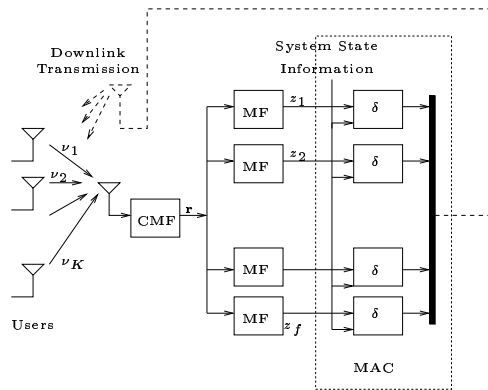 Downlink
Transmission
System State
Information
ν1
ν2
νK
Users
CMF
r
MF
z1
δ
MF
z2
δ
MF
δ
MF
zf
δ
MAC